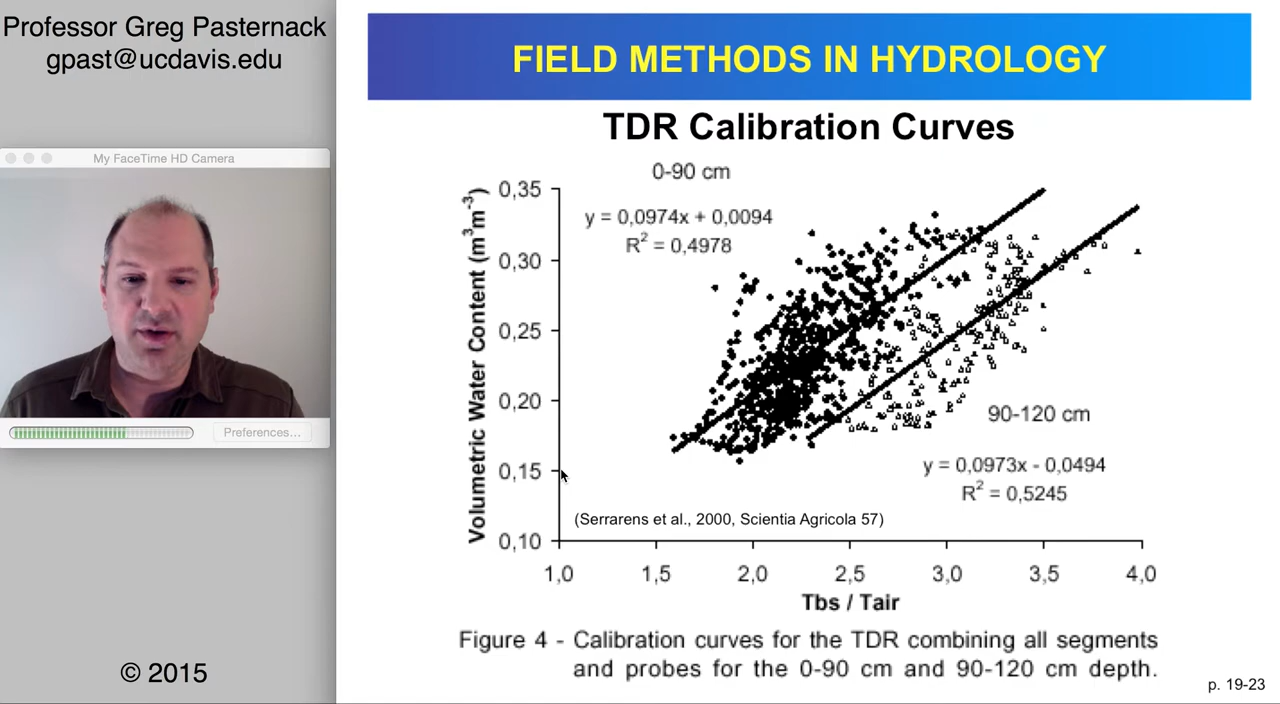 Professor Greg Pasternack
gpast@ucdavis.edu
My FaceTime HD Camera
Preferences...
© 2015
FIELD METHODS IN HYDROLOGY
TDR Calibration Curves
0-90 cm
y = 0,0974x + 0,0094
R² = 0,4978
Volumetric Water Content (m³m⁻³)
0,35
0,30
0,25
0,20
0,15
0,10
90-120 cm
y = 0,0973x - 0,0494
R² = 0,5245
(Serrarens et al., 2000, Scientia Agricola 57)
1,0 1,5 2,0 2,5 3,0 3,5 4,0
Tbs / Tair
Figure 4 - Calibration curves for the TDR combining all segments
and probes for the 0-90 cm and 90-120 cm depth.
p. 19-23